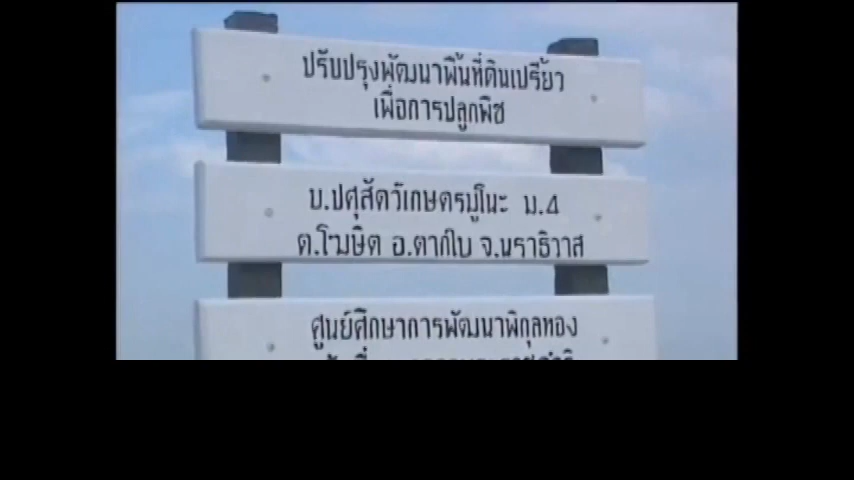 ปรับปรุงพัฒนาพื้นที่ดินเปรี้ยว
เพื่อการปลูกพืช
บ.ปศุสัตว์เกษตรมูโนะ ม.4
ต.โฆษิต อ.ตากใบ จ.นราธิวาส
ศูนย์ศึกษาการพัฒนาพิกุลทอง